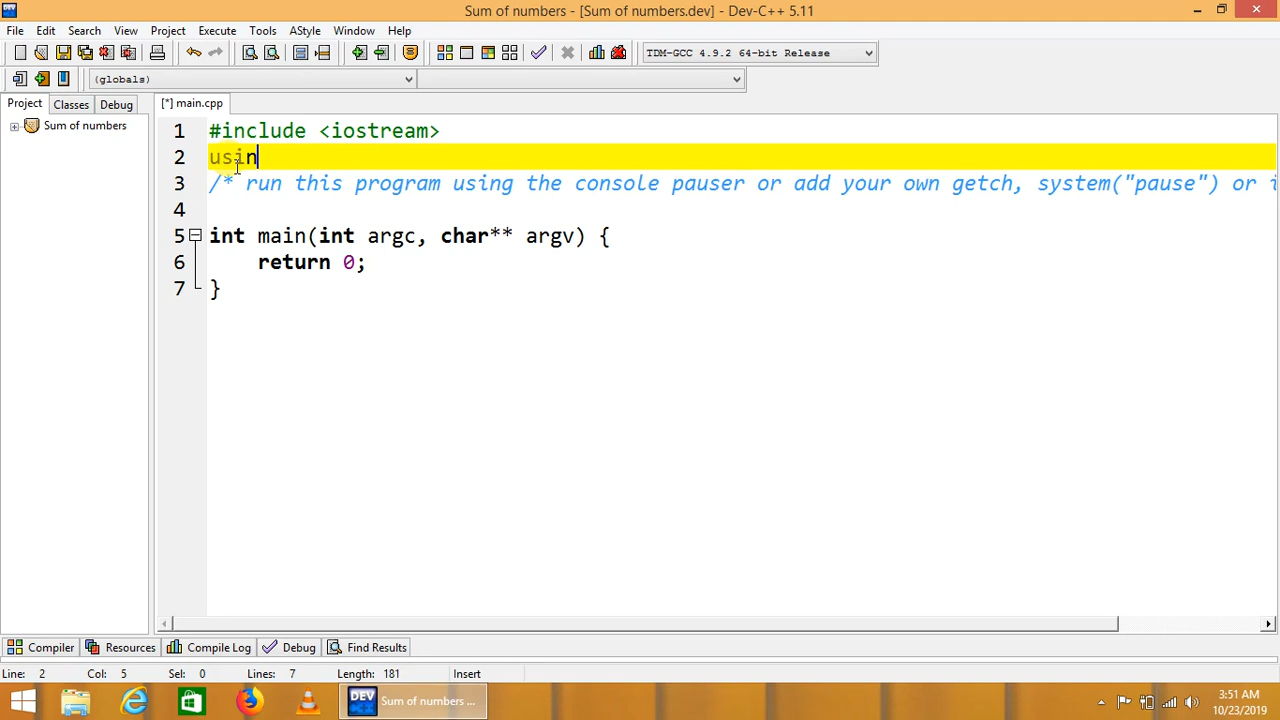 Sum of numbers - [Sum of numbers.dev] - Dev-C++ 5.11
File Edit Search View Project Execute Tools AStyle Window Help
TDM-GCC 4.9.2 64-bit Release
(globals)
Project Classes Debug [*] main.cpp
Sum of numbers
1 #include <iostream>
2 usin
3 /* run this program using the console pauser or add your own getch, system("pause") or i
4
5 int main(int argc, char** argv) {
6 return 0;
7 }
Compiler Resources Compile Log Debug Find Results
Line: 2 Col: 5 Sel: 0 Lines: 7 Length: 181 Insert
DEV Sum of numbers ... 3:51 AM
10/23/2019